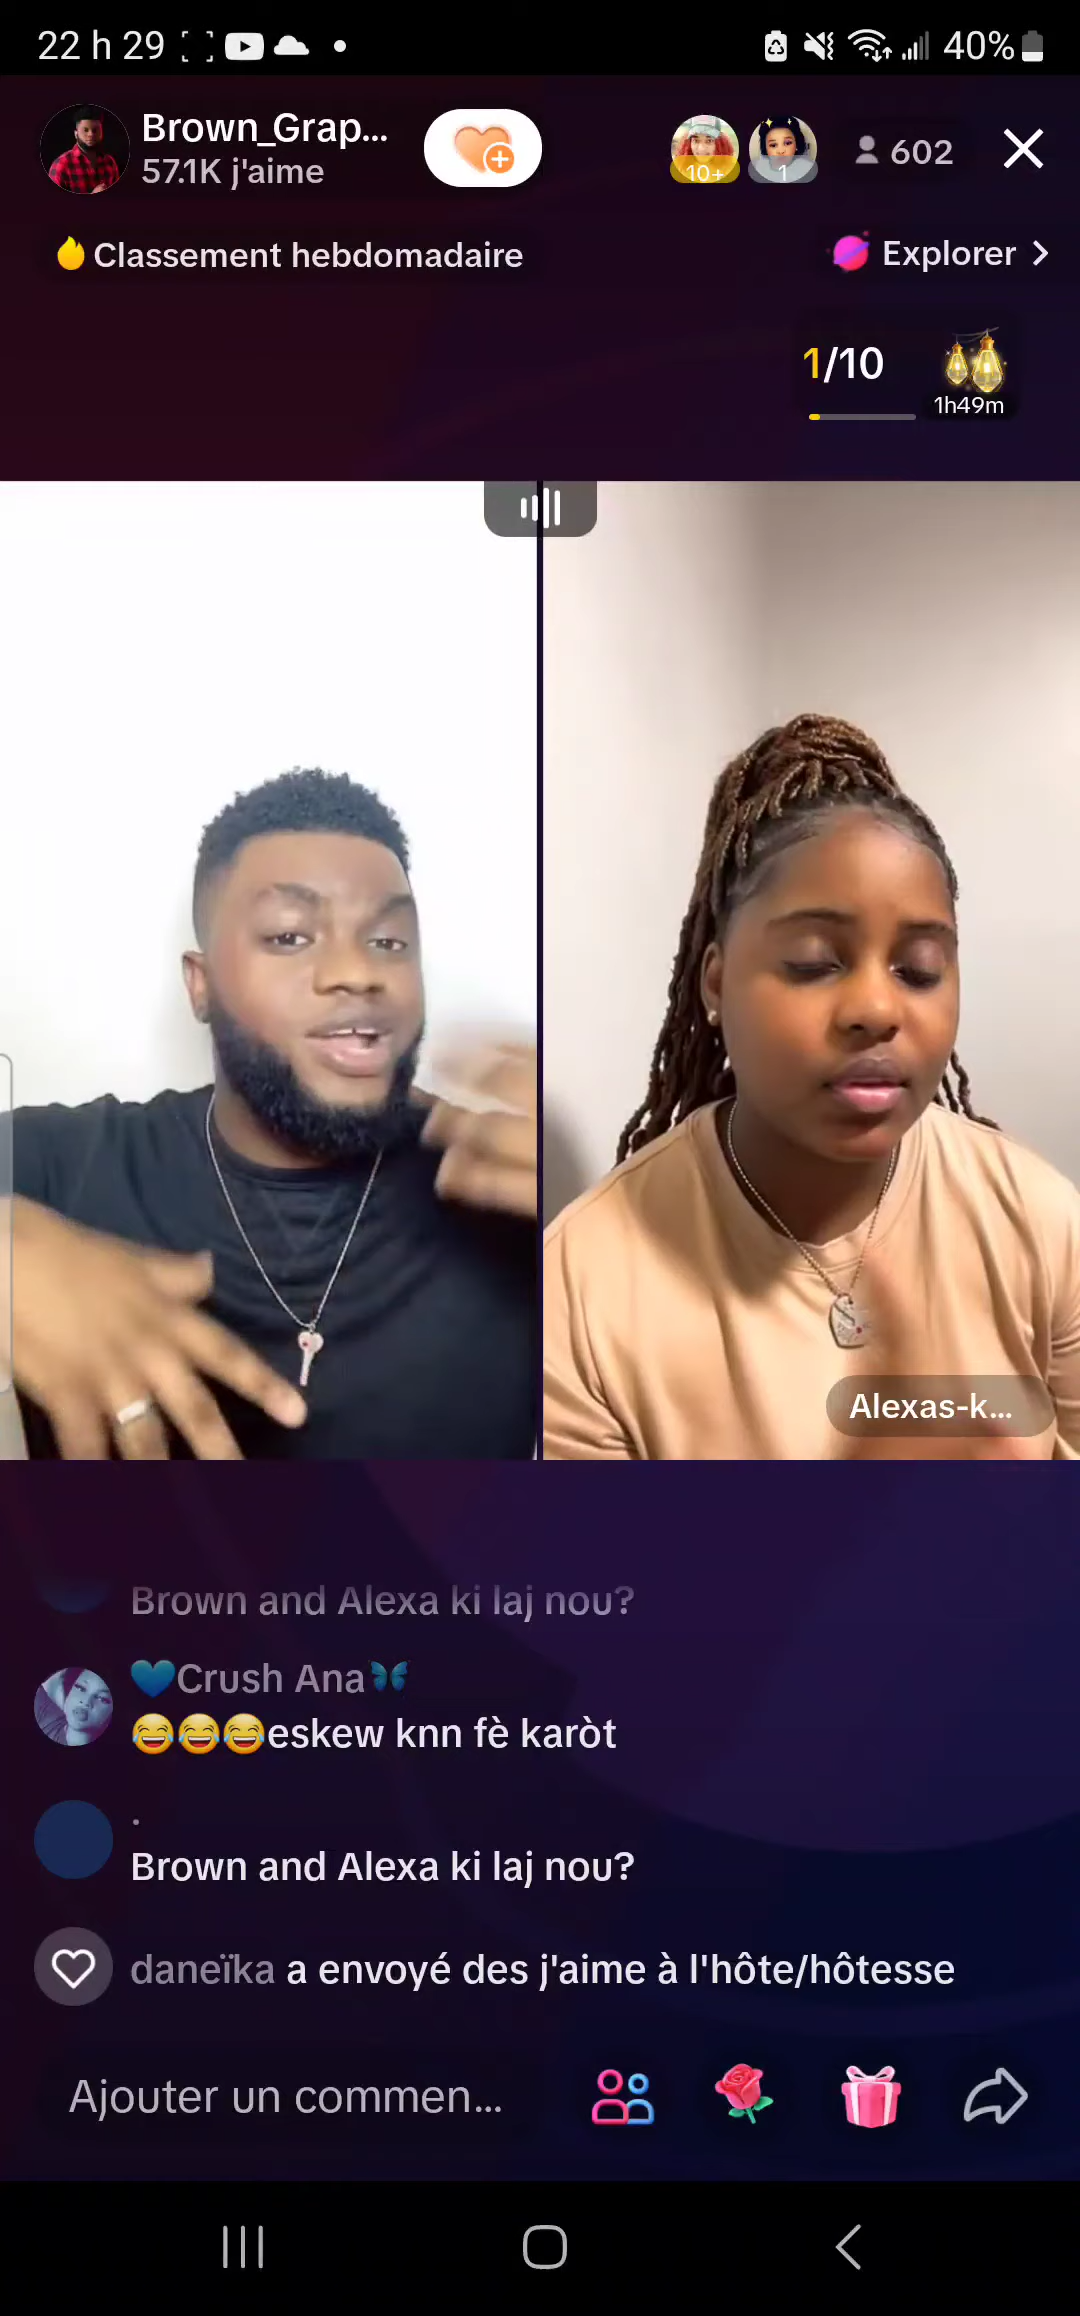 22 h 29
40%
Brown_Grap...
57.1K j'aime
10+
1
602
Classement hebdomadaire
Explorer
1/10
1h49m
Alexas-k...
Brown and Alexa ki laj nou?
💙Crush Ana🦋
😂😂😂eskew knn fè karòt
.
Brown and Alexa ki laj nou?
daneïka a envoyé des j'aime à l'hôte/hôtesse
Ajouter un commen...